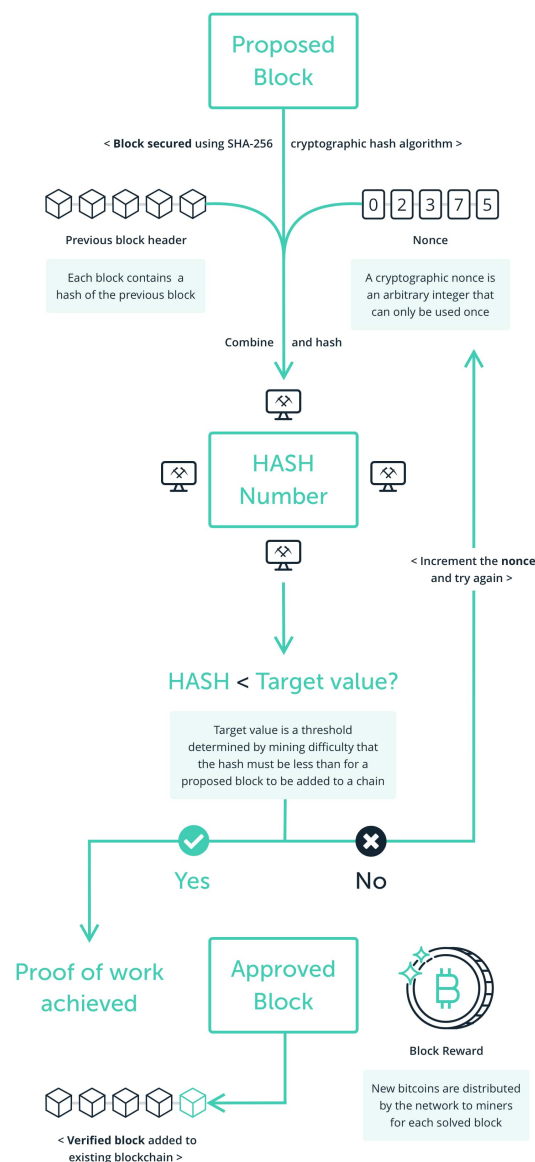 Proposed
Block
< Block secured using SHA-256 cryptographic hash algorithm >
0 2 3 7 5
Previous block header
Nonce
Each block contains a
hash of the previous block
A cryptographic nonce is
an arbitrary integer that
can only be used once
Combine and hash
HASH
Number
< Increment the nonce
and try again >
HASH < Target value?
Target value is a threshold
determined by mining difficulty that
the hash must be less than for a
proposed block to be added to a chain
Yes
No
Proof of work
achieved
Approved
Block
Block Reward
New bitcoins are distributed
by the network to miners
for each solved block
< Verified block added to
existing blockchain >